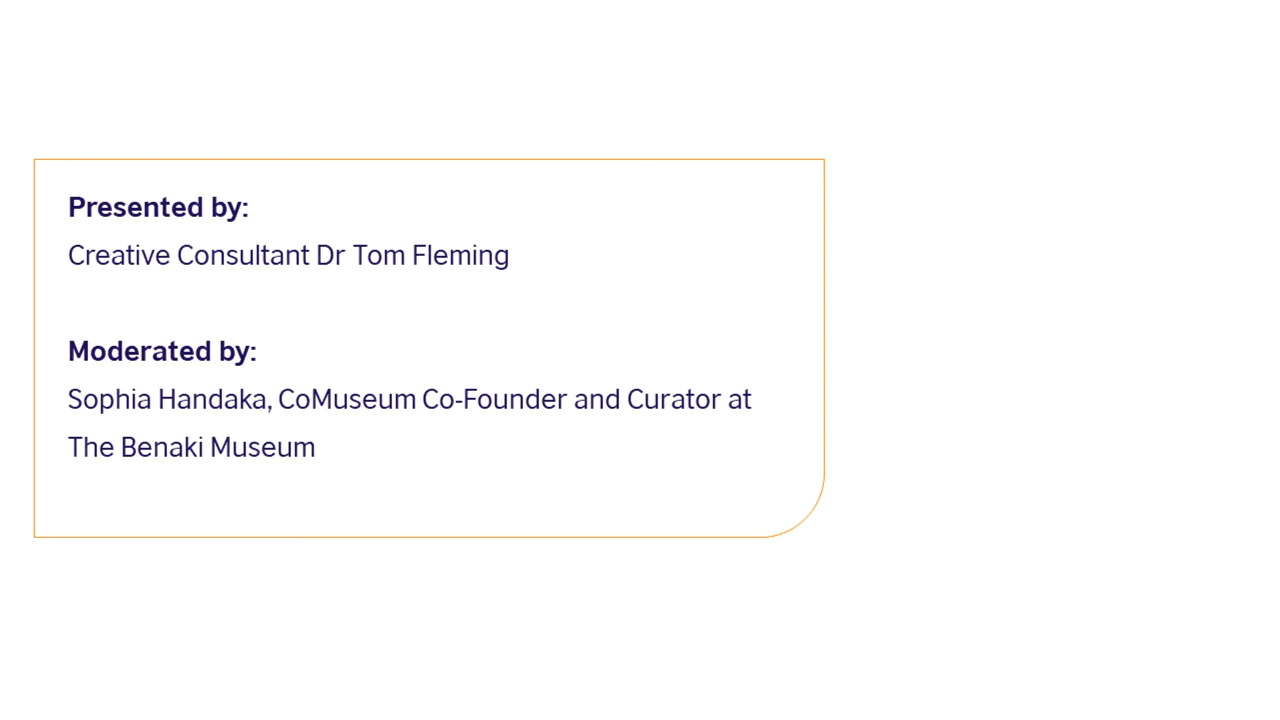 Presented by:
Creative Consultant Dr Tom Fleming
Moderated by:
Sophia Handaka, CoMuseum Co-Founder and Curator at
The Benaki Museum